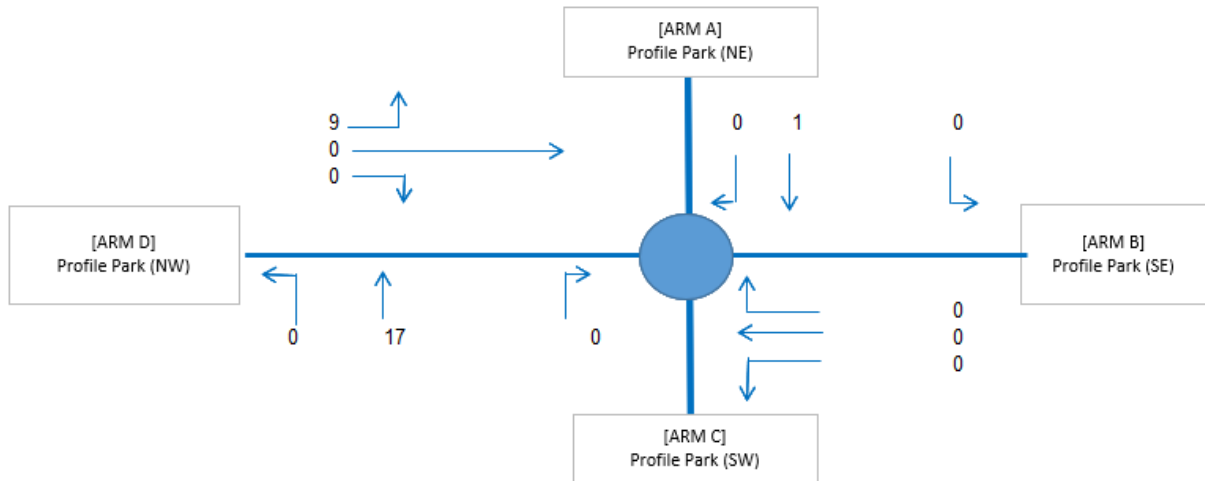 [ARM A]
Profile Park (NE)
9
0
0
0 1 0
[ARM D]
Profile Park (NW)
[ARM B]
Profile Park (SE)
0 17 0
0
0
0
[ARM C]
Profile Park (SW)